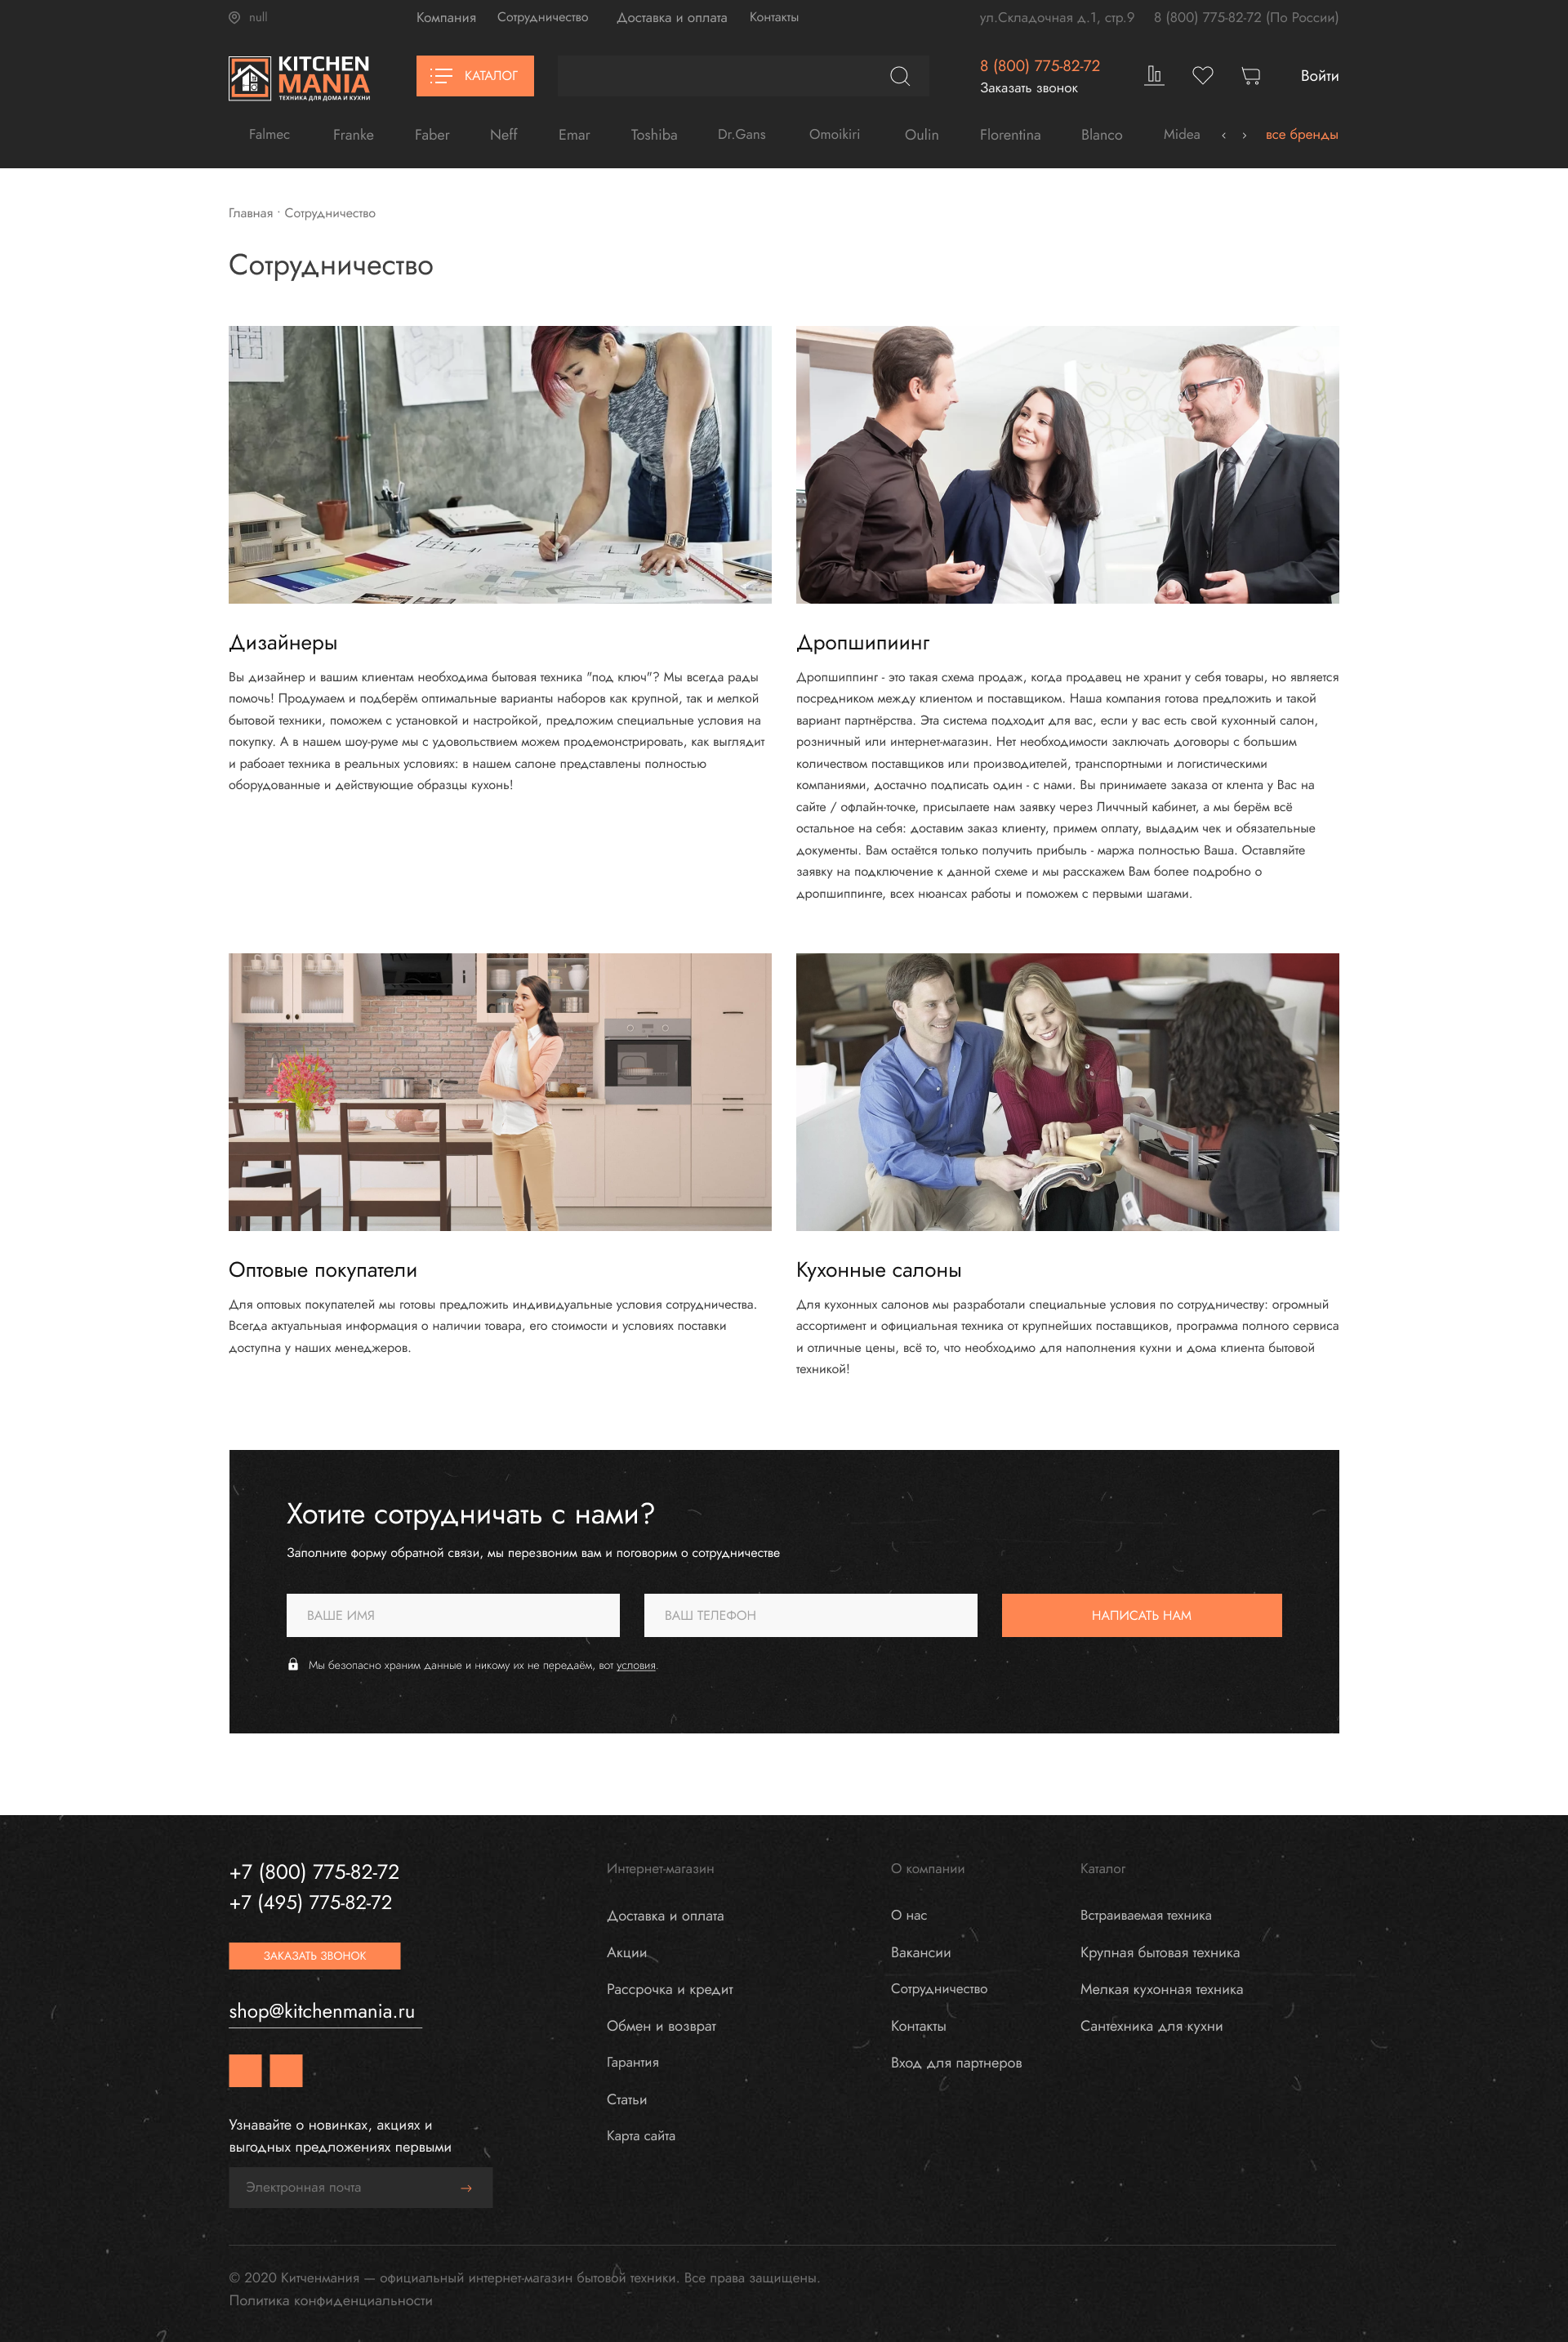 null
Компания Сотрудничество Доставка и оплата Контакты
ул.Складочная д.1, стр.9 8 (800) 775-82-72 (По России)
KITCHEN
MANIA
ТЕХНИКА ДЛЯ ДОМА И КУХНИ
КАТАЛОГ
8 (800) 775-82-72
Заказать звонок
Войти
Falmec Franke Faber Neff Emar Toshiba Dr.Gans Omoikiri Oulin Florentina Blanco Midea ‹ › все бренды
Главная · Сотрудничество
Сотрудничество
Дизайнеры
Вы дизайнер и вашим клиентам необходима бытовая техника "под ключ"? Мы всегда рады
помочь! Продумаем и подберём оптимальные варианты наборов как крупной, так и мелкой
бытовой техники, поможем с установкой и настройкой, предложим специальные условия на
покупку. А в нашем шоу-руме мы с удовольствием можем продемонстрировать, как выглядит
и рабоает техника в реальных условиях: в нашем салоне представлены полностью
оборудованные и действующие образцы кухонь!
Дропшипиинг
Дропшиппинг - это такая схема продаж, когда продавец не хранит у себя товары, но является
посредником между клиентом и поставщиком. Наша компания готова предложить и такой
вариант партнёрства. Эта система подходит для вас, если у вас есть свой кухонный салон,
розничный или интернет-магазин. Нет необходимости заключать договоры с большим
количеством поставщиков или производителей, транспортными и логистическими
компаниями, достачно подписать один - с нами. Вы принимаете заказа от клента у Вас на
сайте / офлайн-точке, присылаете нам заявку через Личчный кабинет, а мы берём всё
остальное на себя: доставим заказ клиенту, примем оплату, выдадим чек и обязательные
документы. Вам остаётся только получить прибыль - маржа полностью Ваша. Оставляйте
заявку на подключение к данной схеме и мы расскажем Вам более подробно о
дропшиппинге, всех нюансах работы и поможем с первыми шагами.
Оптовые покупатели
Для оптовых покупателей мы готовы предложить индивидуальные условия сотрудничества.
Всегда актуальныая информация о наличии товара, его стоимости и условиях поставки
доступна у наших менеджеров.
Кухонные салоны
Для кухонных салонов мы разработали специальные условия по сотрудничеству: огромный
ассортимент и официальная техника от крупнейших поставщиков, программа полного сервиса
и отличные цены, всё то, что необходимо для наполнения кухни и дома клиента бытовой
техникой!
Хотите сотрудничать с нами?
Заполните форму обратной связи, мы перезвоним вам и поговорим о сотрудничестве
ВАШЕ ИМЯ
ВАШ ТЕЛЕФОН
НАПИСАТЬ НАМ
Мы безопасно храним данные и никому их не передаём, вот условия.
+7 (800) 775-82-72
+7 (495) 775-82-72
ЗАКАЗАТЬ ЗВОНОК
shop@kitchenmania.ru
Узнавайте о новинках, акциях и
выгодных предложениях первыми
Электронная почта →
Интернет-магазин
Доставка и оплата
Акции
Рассрочка и кредит
Обмен и возврат
Гарантия
Статьи
Карта сайта
О компании
О нас
Вакансии
Сотрудничество
Контакты
Вход для партнеров
Каталог
Встраиваемая техника
Крупная бытовая техника
Мелкая кухонная техника
Сантехника для кухни
© 2020 Китченмания — официальный интернет-магазин бытовой техники. Все права защищены.
Политика конфиденциальности